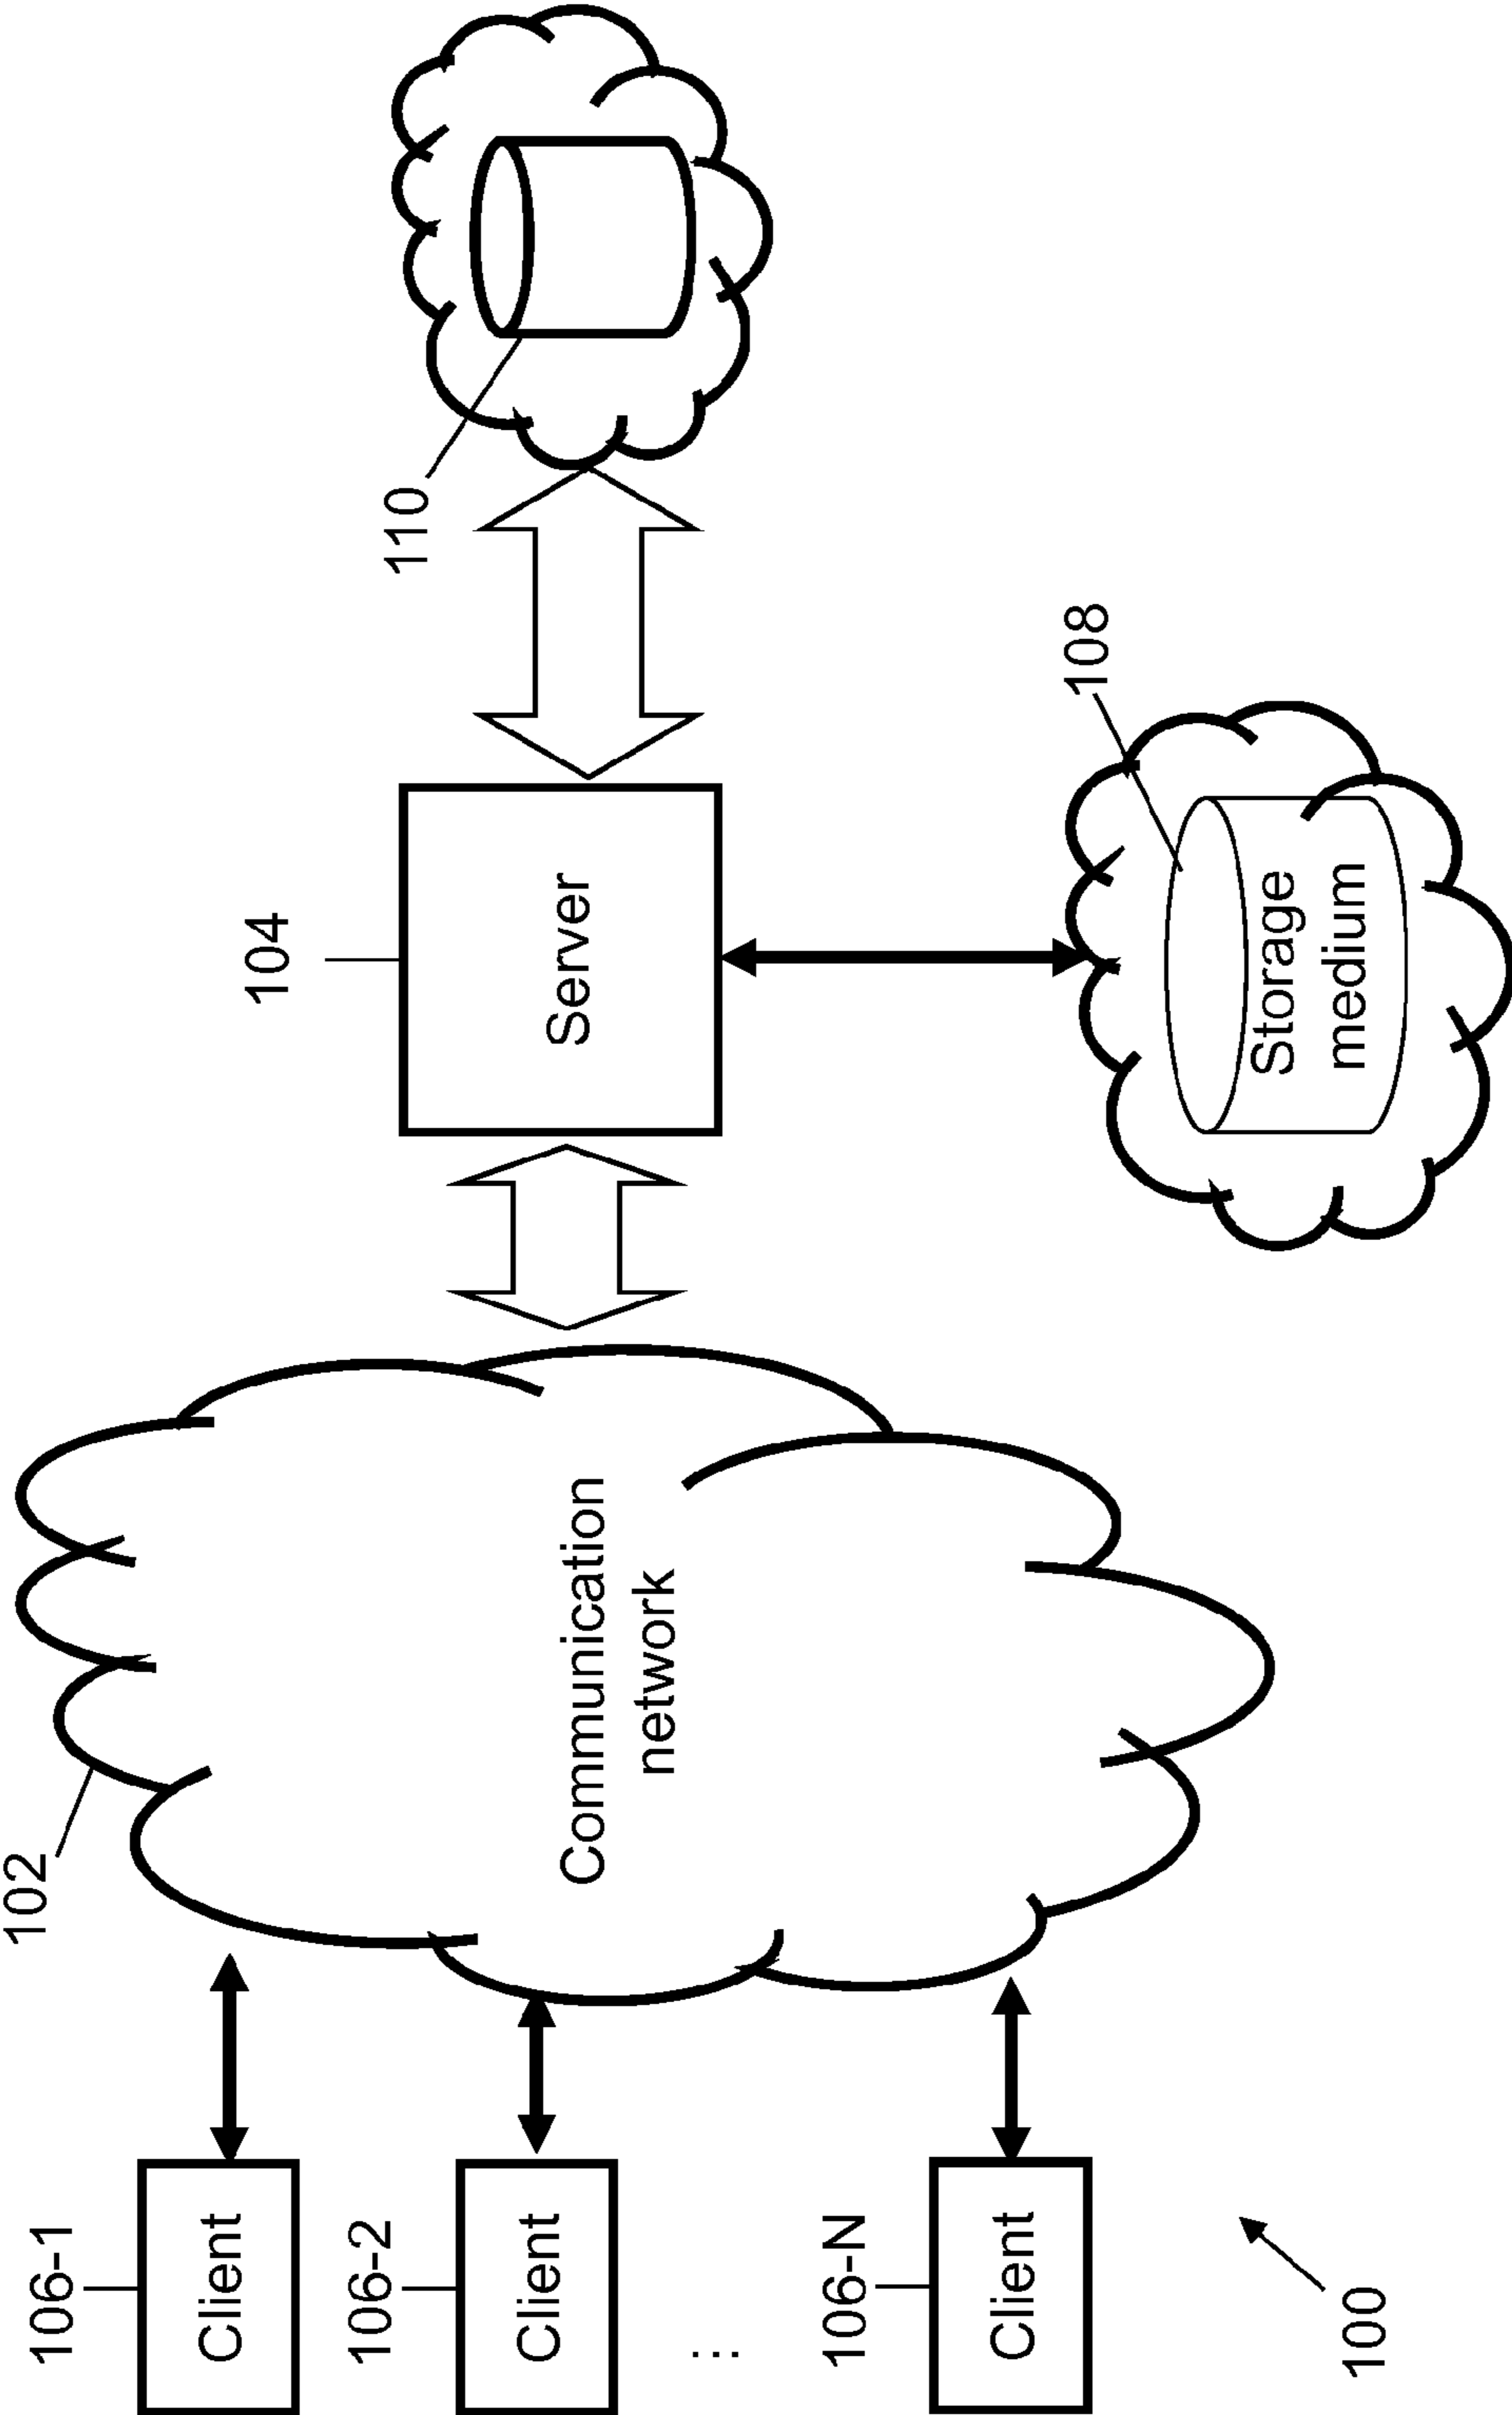 106-1
Client
106-2
Client
...
106-N
Client
100
102
Communication
network
104
Server
110
108
Storage
medium